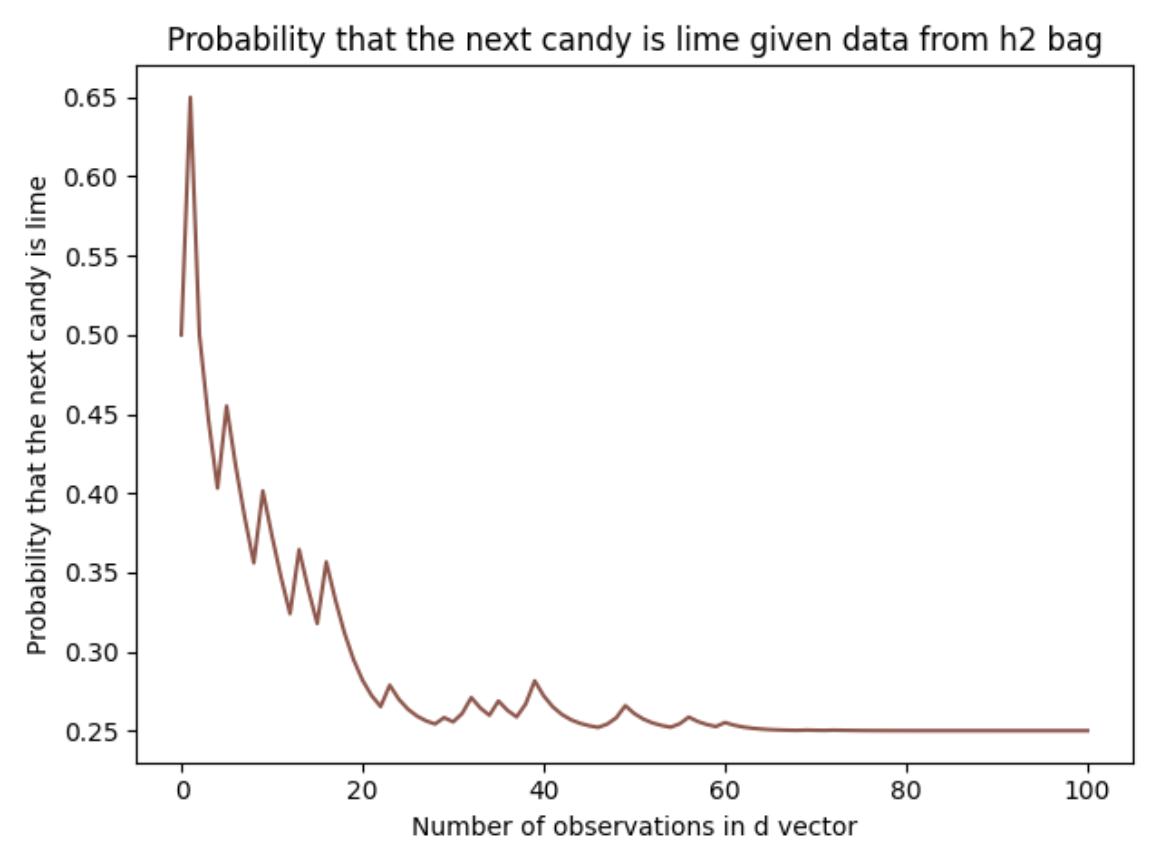 Probability that the next candy is lime given data from h2 bag
Probability that the next candy is lime
0.65
0.60
0.55
0.50
0.45
0.40
0.35
0.30
0.25
0 20 40 60 80 100
Number of observations in d vector